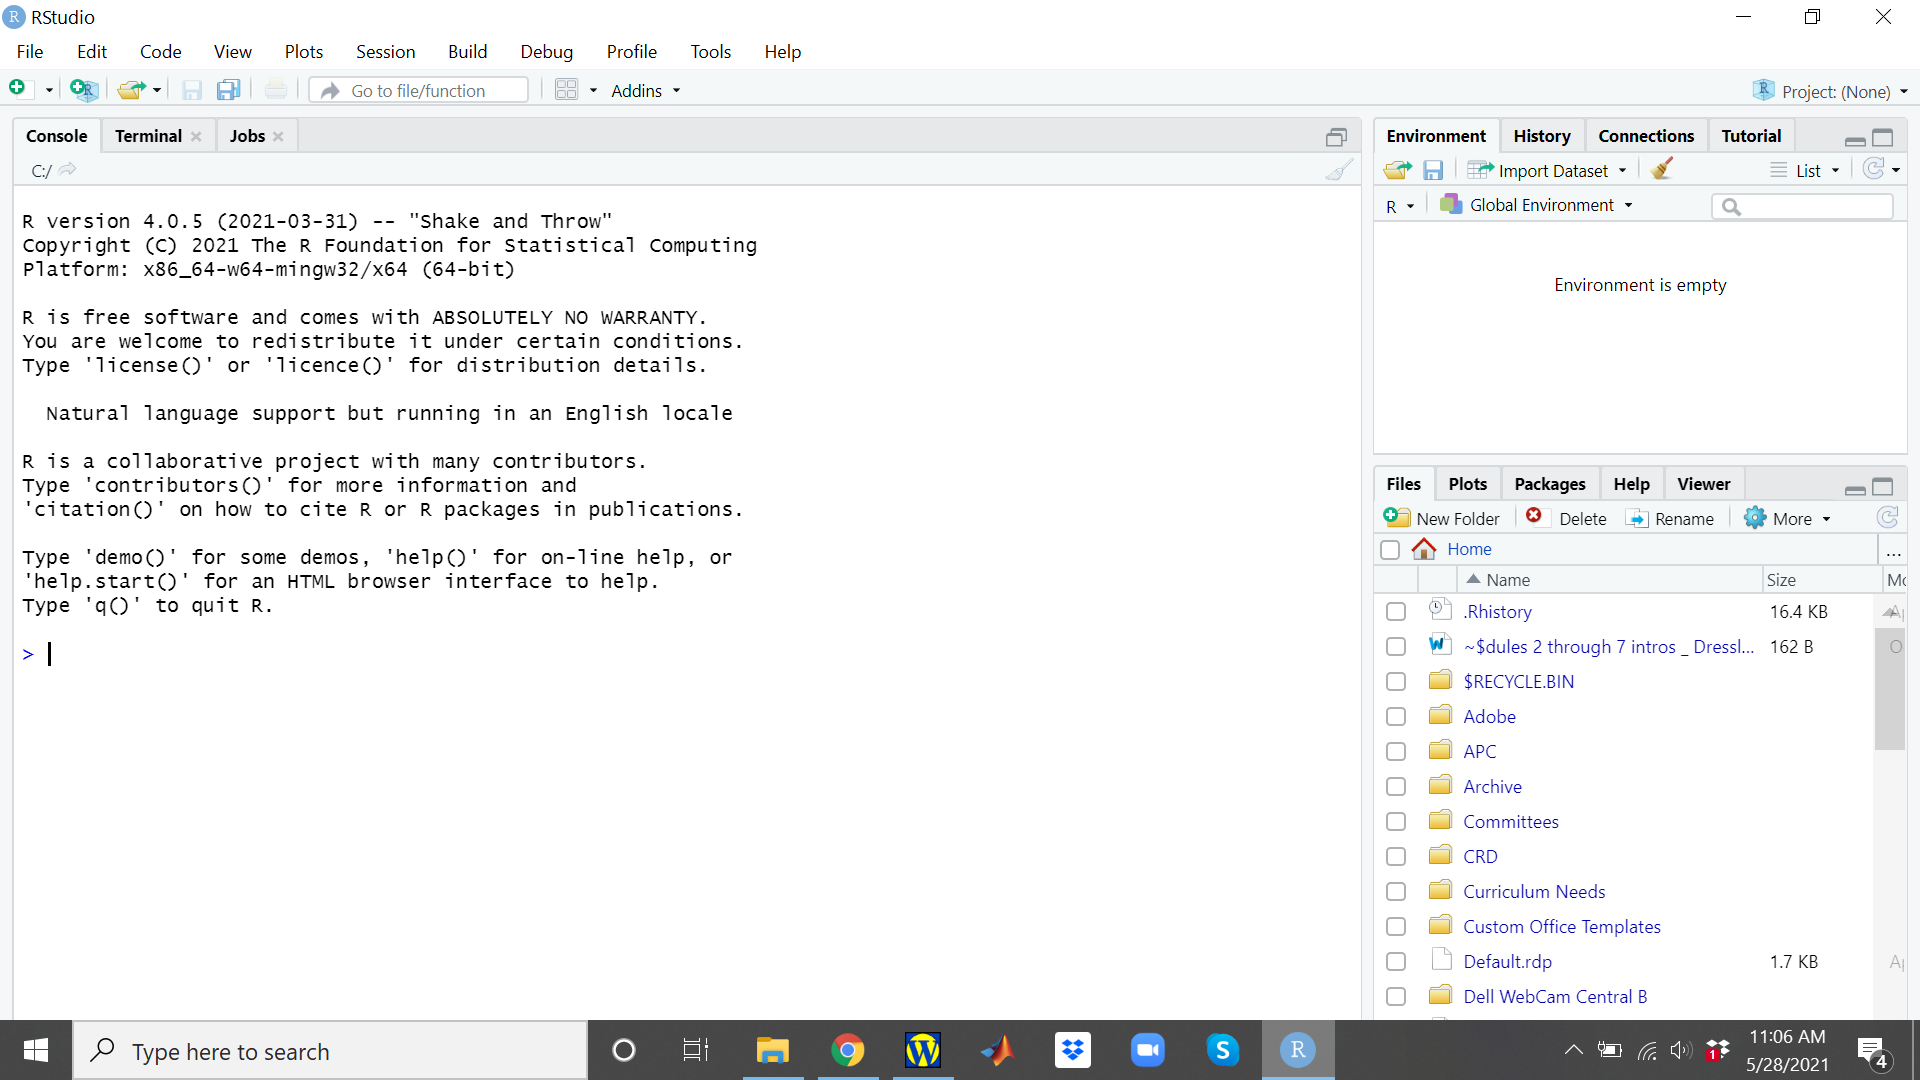 R RStudio
File Edit Code View Plots Session Build Debug Profile Tools Help
Go to file/function Addins Project: (None)
Console Terminal Jobs
C:/
R version 4.0.5 (2021-03-31) -- "Shake and Throw"
Copyright (C) 2021 The R Foundation for Statistical Computing
Platform: x86_64-w64-mingw32/x64 (64-bit)
R is free software and comes with ABSOLUTELY NO WARRANTY.
You are welcome to redistribute it under certain conditions.
Type 'license()' or 'licence()' for distribution details.
Natural language support but running in an English locale
R is a collaborative project with many contributors.
Type 'contributors()' for more information and
'citation()' on how to cite R or R packages in publications.
Type 'demo()' for some demos, 'help()' for on-line help, or
'help.start()' for an HTML browser interface to help.
Type 'q()' to quit R.
>
Environment History Connections Tutorial
Import Dataset List
R Global Environment
Environment is empty
Files Plots Packages Help Viewer
New Folder Delete Rename More
Home ...
Name Size
.Rhistory 16.4 KB
~$dules 2 through 7 intros _ Dressl... 162 B
$RECYCLE.BIN
Adobe
APC
Archive
Committees
CRD
Curriculum Needs
Custom Office Templates
Default.rdp 1.7 KB
Dell WebCam Central B
Type here to search
W
S
R
1
11:06 AM
5/28/2021
4